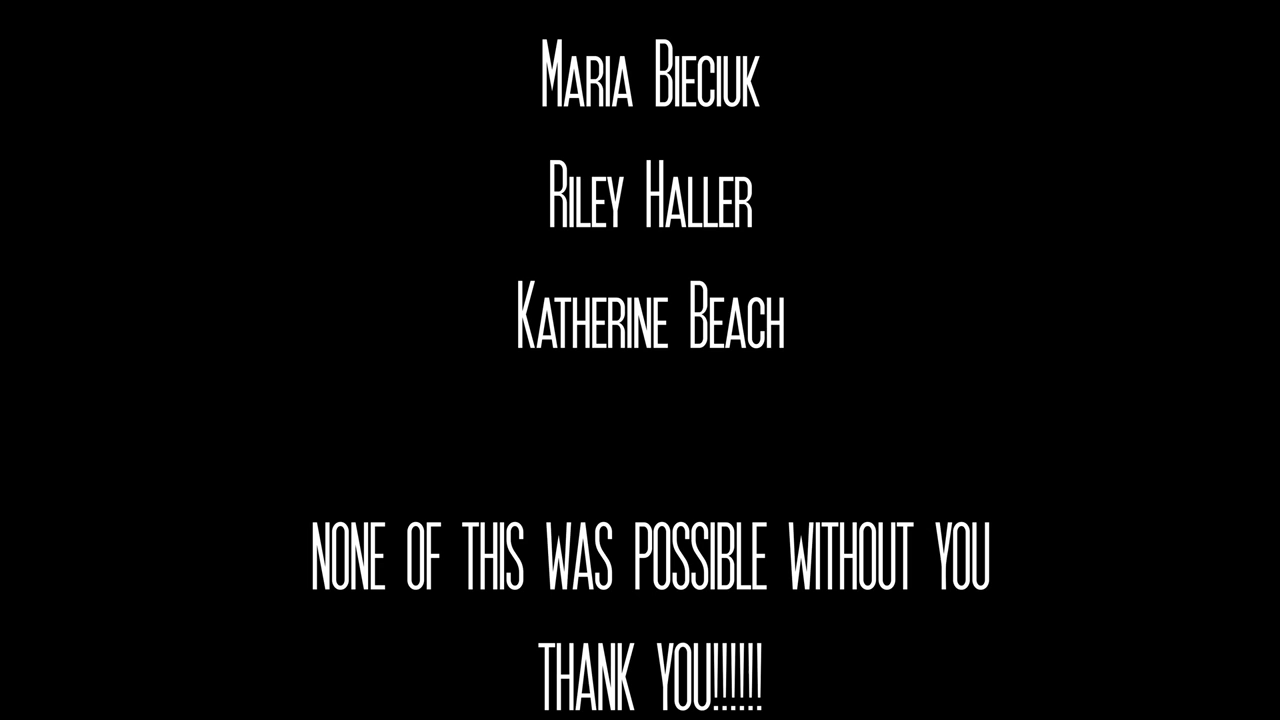 Maria Bieciuk
Riley Haller
Katherine Beach
NONE OF THIS WAS POSSIBLE WITHOUT YOU
THANK YOU!!!!!!